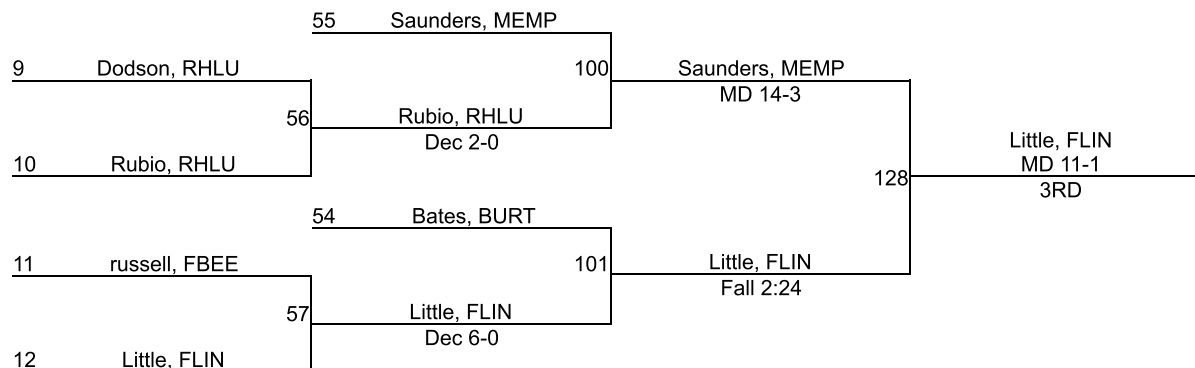 55 Saunders, MEMP
9 Dodson, RHLU
100 Saunders, MEMP
MD 14-3
56 Rubio, RHLU
Dec 2-0
10 Rubio, RHLU
Little, FLIN
MD 11-1
128
3RD
54 Bates, BURT
11 russell, FBEE
101 Little, FLIN
Fall 2:24
57 Little, FLIN
Dec 6-0
12 Little, FLIN